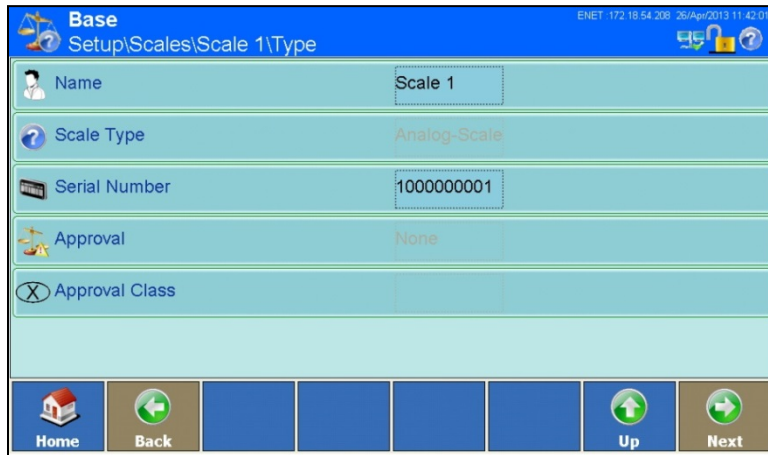 Base
ENET :172.18.54.208 26/Apr/2013 11:42:01
Setup\Scales\Scale 1\Type
Name Scale 1
Scale Type Analog-Scale
Serial Number 1000000001
Approval None
X Approval Class
Home Back Up Next